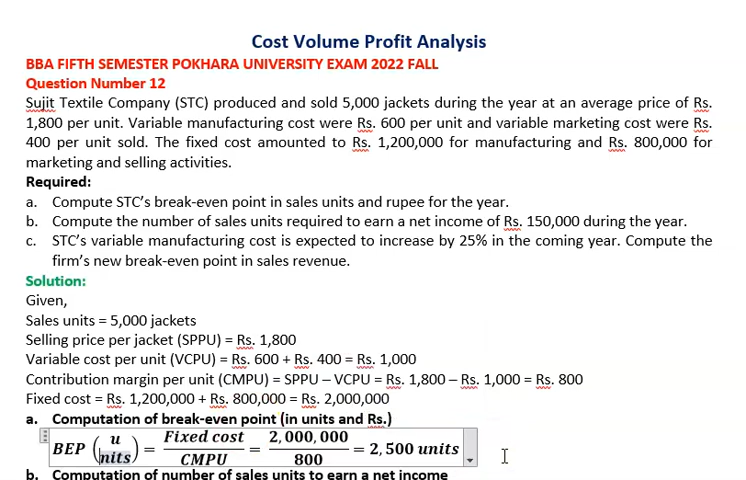 Cost Volume Profit Analysis
BBA FIFTH SEMESTER POKHARA UNIVERSITY EXAM 2022 FALL
Question Number 12
Sujit Textile Company (STC) produced and sold 5,000 jackets during the year at an average price of Rs.
1,800 per unit. Variable manufacturing cost were Rs. 600 per unit and variable marketing cost were Rs.
400 per unit sold. The fixed cost amounted to Rs. 1,200,000 for manufacturing and Rs. 800,000 for
marketing and selling activities.
Required:
a. Compute STC's break-even point in sales units and rupee for the year.
b. Compute the number of sales units required to earn a net income of Rs. 150,000 during the year.
c. STC's variable manufacturing cost is expected to increase by 25% in the coming year. Compute the
firm's new break-even point in sales revenue.
Solution:
Given,
Sales units = 5,000 jackets
Selling price per jacket (SPPU) = Rs. 1,800
Variable cost per unit (VCPU) = Rs. 600 + Rs. 400 = Rs. 1,000
Contribution margin per unit (CMPU) = SPPU – VCPU = Rs. 1,800 – Rs. 1,000 = Rs. 800
Fixed cost = Rs. 1,200,000 + Rs. 800,000 = Rs. 2,000,000
a. Computation of break-even point (in units and Rs.)
BEP (u nits) = Fixed cost / CMPU = 2,000,000 / 800 = 2,500 units
b. Computation of number of sales units to earn a net income